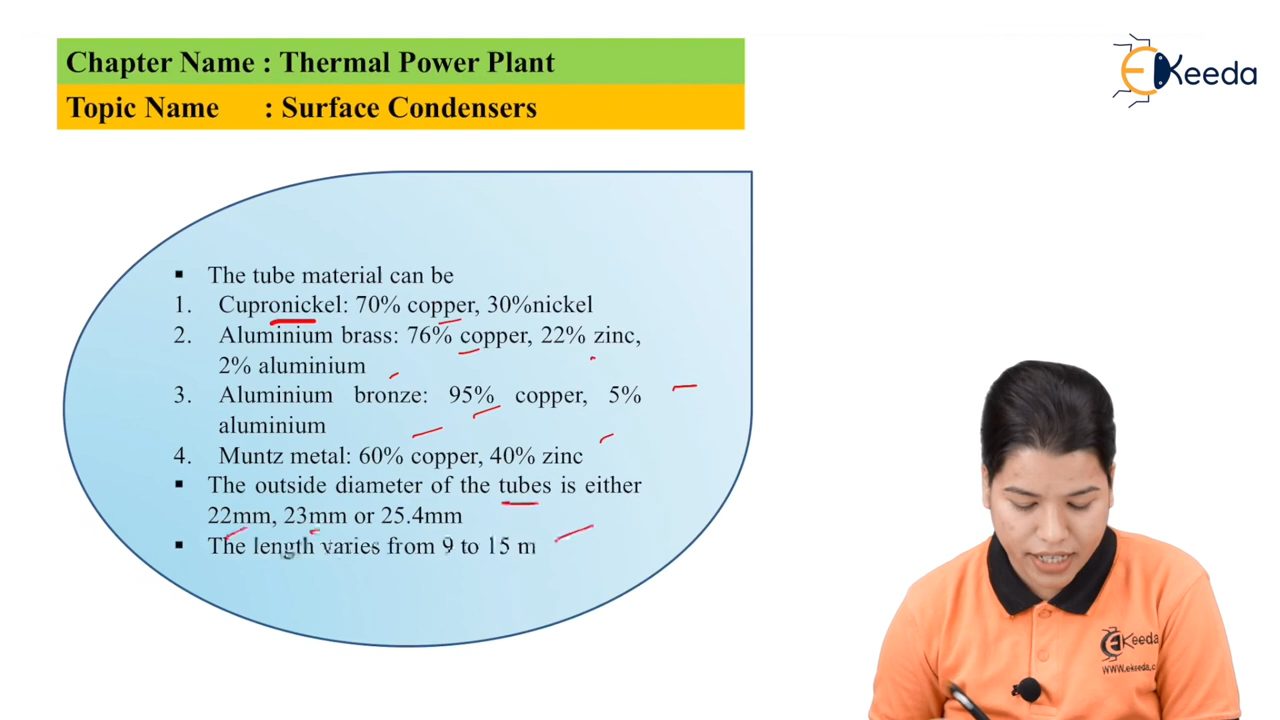 Chapter Name : Thermal Power Plant
Topic Name : Surface Condensers
EKeeda
▪ The tube material can be
1. Cupronickel: 70% copper, 30%nickel
2. Aluminium brass: 76% copper, 22% zinc,
2% aluminium
3. Aluminium bronze: 95% copper, 5%
aluminium
4. Muntz metal: 60% copper, 40% zinc
▪ The outside diameter of the tubes is either
22mm, 23mm or 25.4mm
▪ The length varies from 9 to 15 m
EKeeda